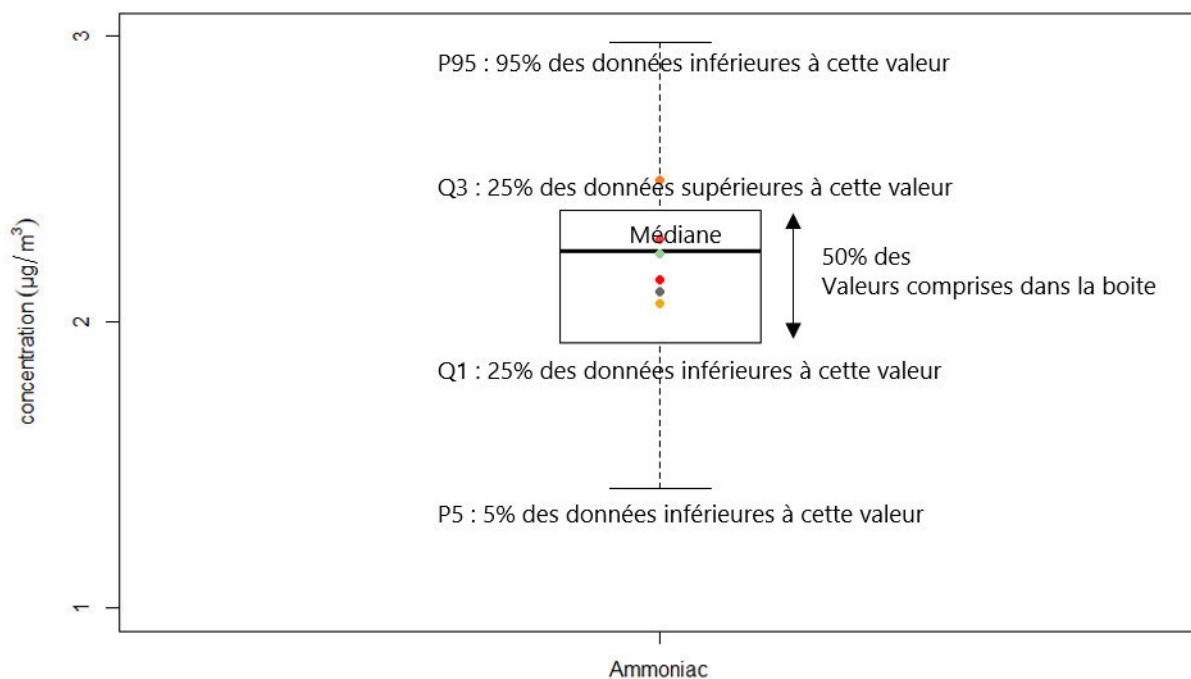 3
P95 : 95% des données inférieures à cette valeur
Q3 : 25% des données supérieures à cette valeur
Médiane
50% des
Valeurs comprises dans la boite
concentration (µg/m³)
2
Q1 : 25% des données inférieures à cette valeur
P5 : 5% des données inférieures à cette valeur
1
Ammoniac